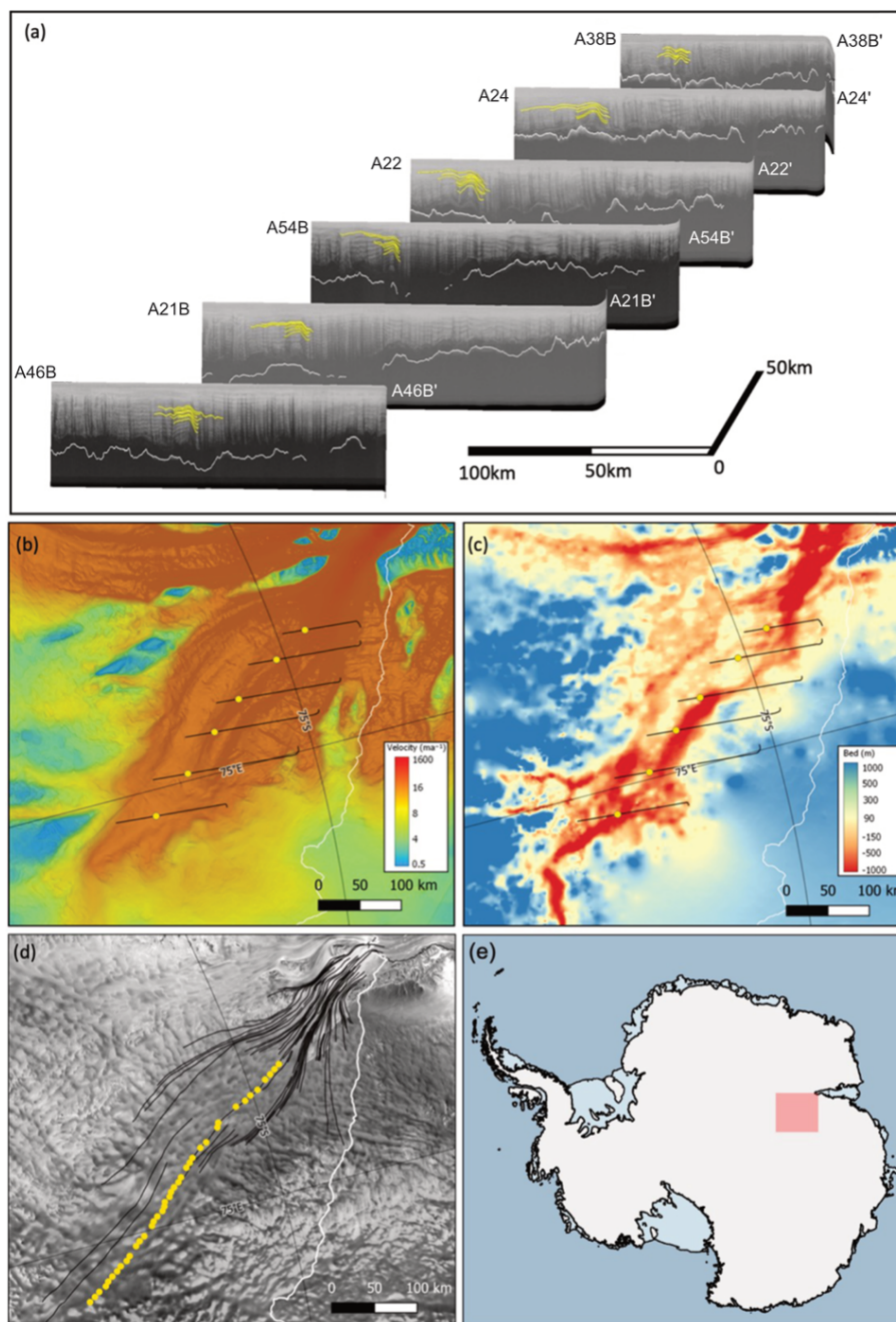 (a)
A38B
A38B'
A24
A24'
A22
A22'
A54B
A54B'
A21B
A21B'
A46B
A46B'
50km
100km
50km
0
(b)
75°S
75°E
Velocity (ma⁻¹)
1600
16
8
4
0.5
0 50 100 km
(c)
75°S
75°E
Bed (m)
1000
500
300
90
-150
-500
-1000
0 50 100 km
(d)
75°S
75°E
0 50 100 km
(e)